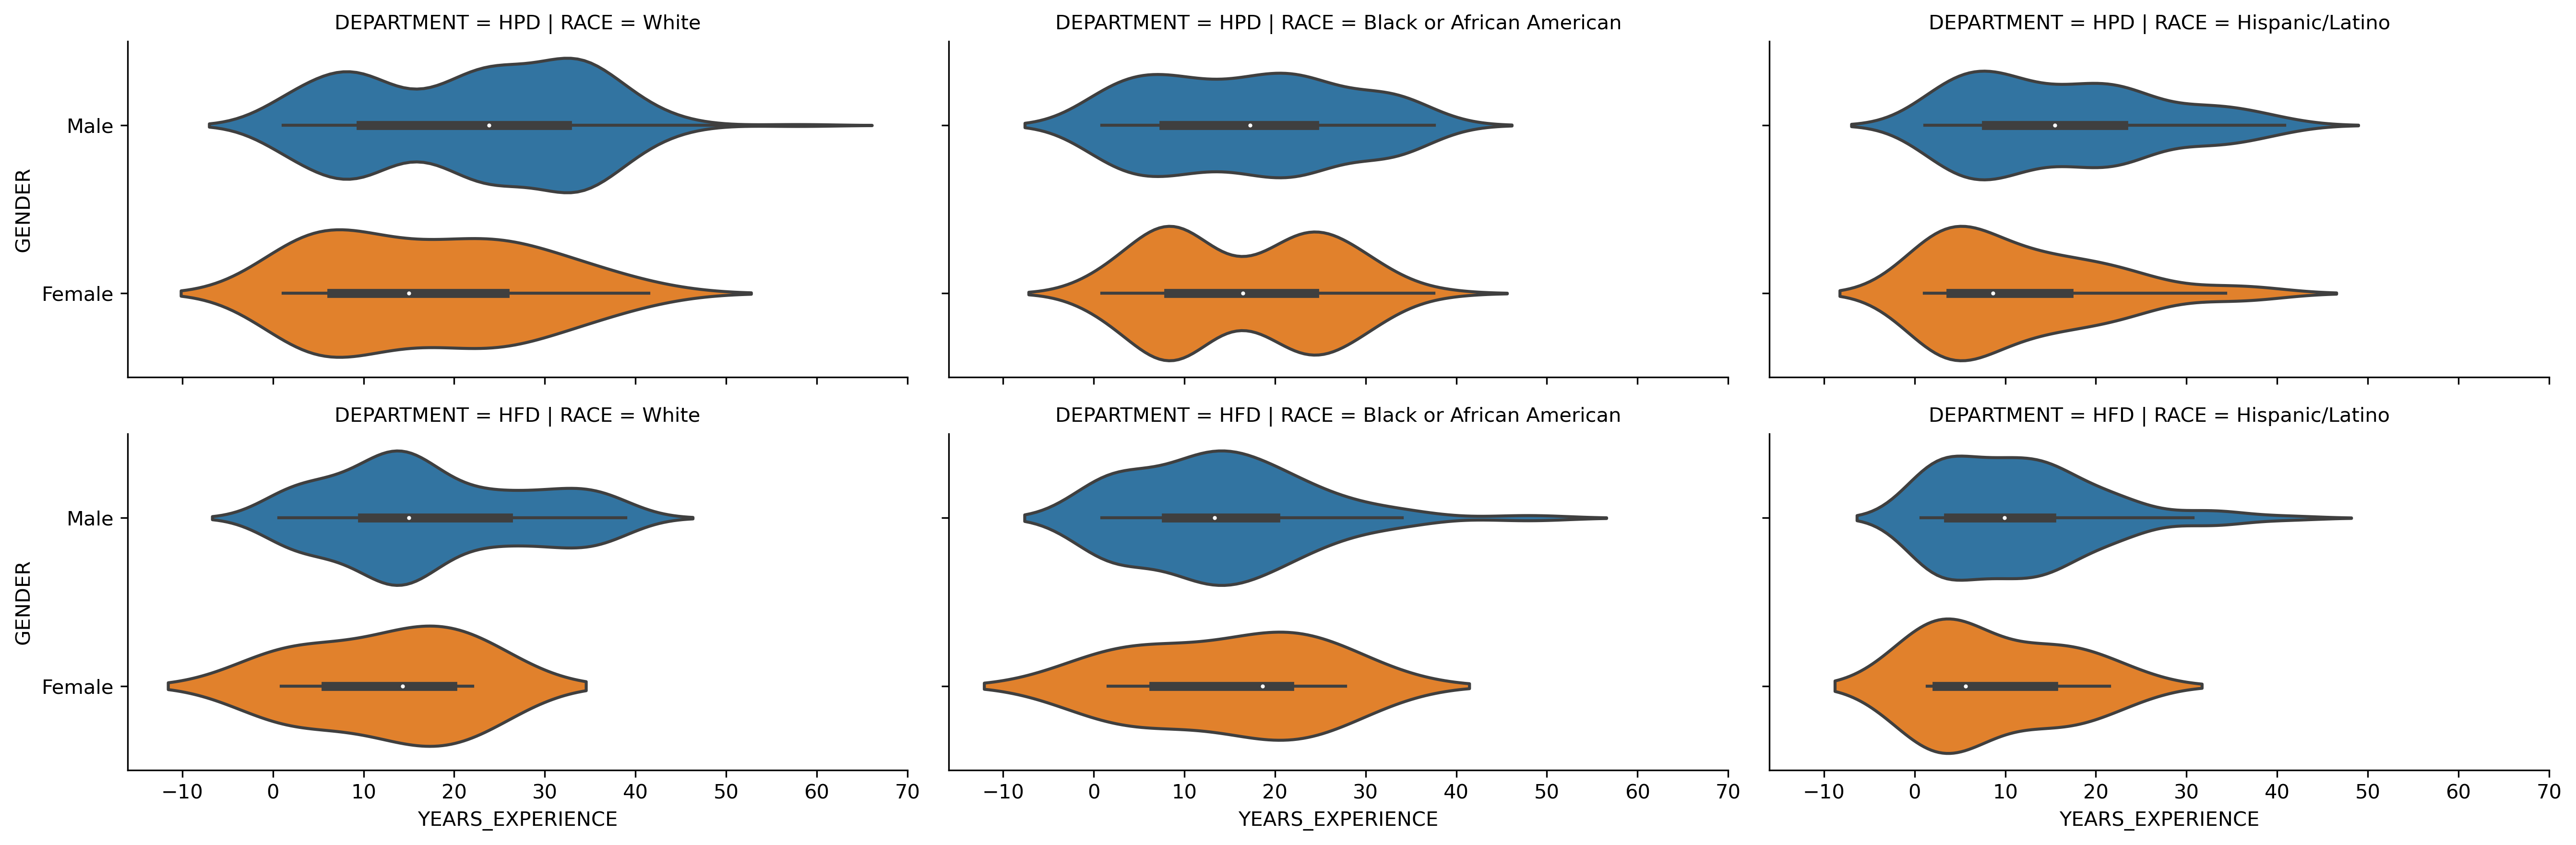 DEPARTMENT = HPD | RACE = White
DEPARTMENT = HPD | RACE = Black or African American
DEPARTMENT = HPD | RACE = Hispanic/Latino
GENDER
Male
Female
−10 0 10 20 30 40 50 60 70
DEPARTMENT = HFD | RACE = White
DEPARTMENT = HFD | RACE = Black or African American
DEPARTMENT = HFD | RACE = Hispanic/Latino
GENDER
Male
Female
−10 0 10 20 30 40 50 60 70
−10 0 10 20 30 40 50 60 70
YEARS_EXPERIENCE
YEARS_EXPERIENCE
YEARS_EXPERIENCE